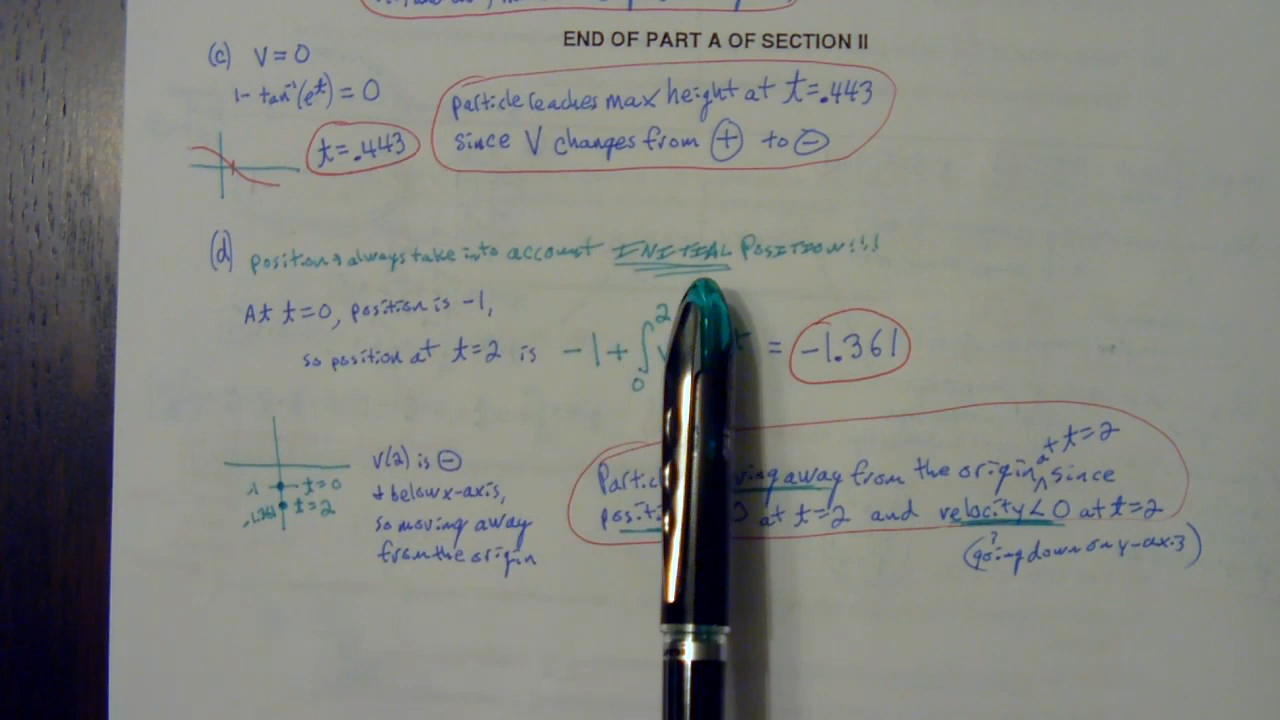 END OF PART A OF SECTION II
(c) V = 0
1 - tan⁻¹(eᵗ) = 0
t = .443
particle reaches max height at t = .443
since V changes from ⊕ to ⊖
(d) position → always take into account INITIAL POSITION!!!
At t = 0, position is -1,
so position at t = 2 is -1 + ∫₀² = -1.361
-1 t = 0
-1.361 t = 2
V(2) is ⊖
+ below x-axis,
so moving away
from the origin
away from the origin at t = 2, since
at t = 2 and velocity < 0 at t = 2
(going down on y-axis)